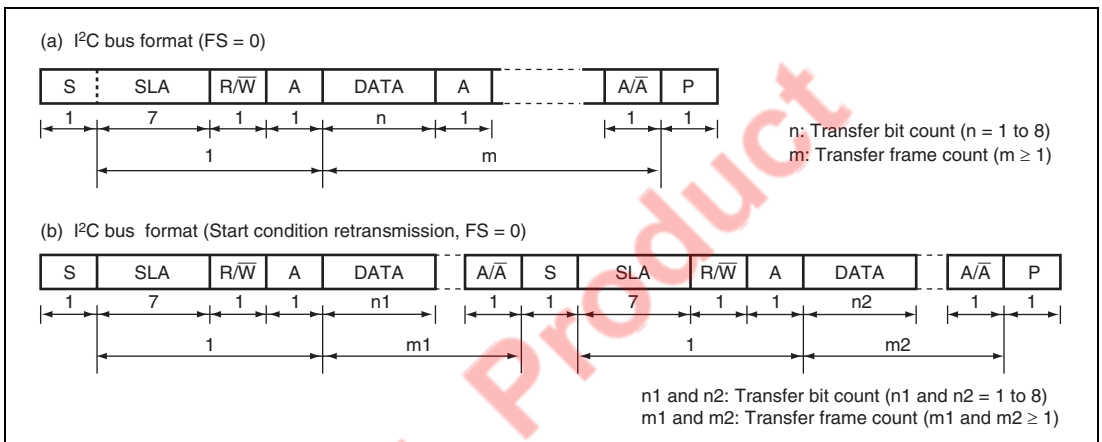 (a) I²C bus format (FS = 0)
S SLA R/W̅ A DATA A A/A̅ P
1 7 1 1 n 1 1 1
n: Transfer bit count (n = 1 to 8)
1 m
m: Transfer frame count (m ≥ 1)
(b) I²C bus format (Start condition retransmission, FS = 0)
S SLA R/W̅ A DATA A/A̅ S SLA R/W̅ A DATA A/A̅ P
1 7 1 1 n1 1 1 7 1 1 n2 1 1
1 m1 1 m2
n1 and n2: Transfer bit count (n1 and n2 = 1 to 8)
m1 and m2: Transfer frame count (m1 and m2 ≥ 1)
Product